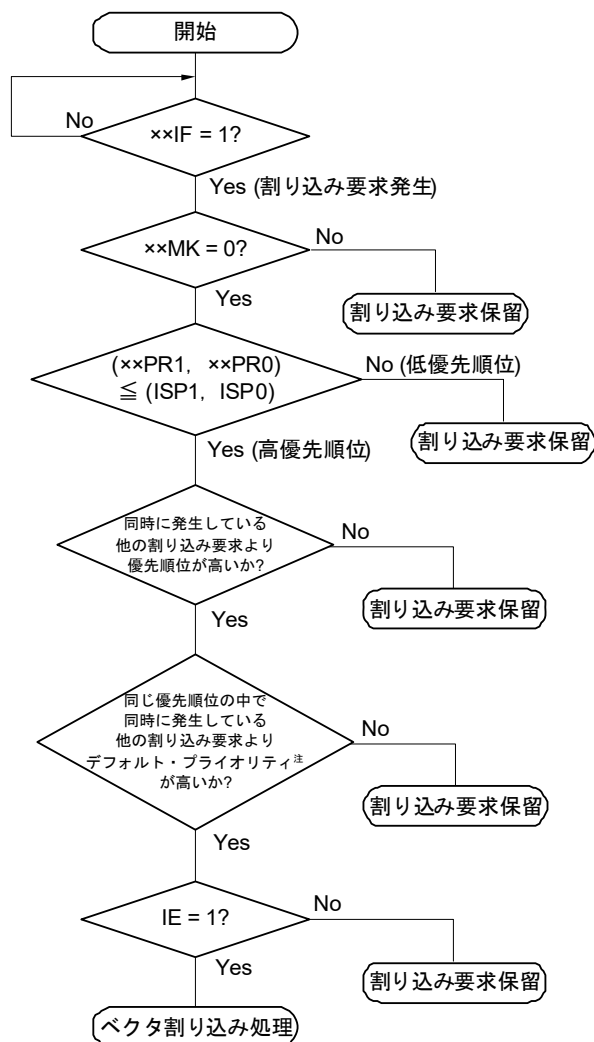 開始
No
××IF = 1?
Yes (割り込み要求発生)
××MK = 0?
No
Yes
割り込み要求保留
(××PR1, ××PR0)
≦ (ISP1, ISP0)
No (低優先順位)
割り込み要求保留
Yes (高優先順位)
同時に発生している
他の割り込み要求より
優先順位が高いか?
No
割り込み要求保留
Yes
同じ優先順位の中で
同時に発生している
他の割り込み要求より
デフォルト・プライオリティ注
が高いか?
No
割り込み要求保留
Yes
IE = 1?
No
割り込み要求保留
Yes
ベクタ割り込み処理